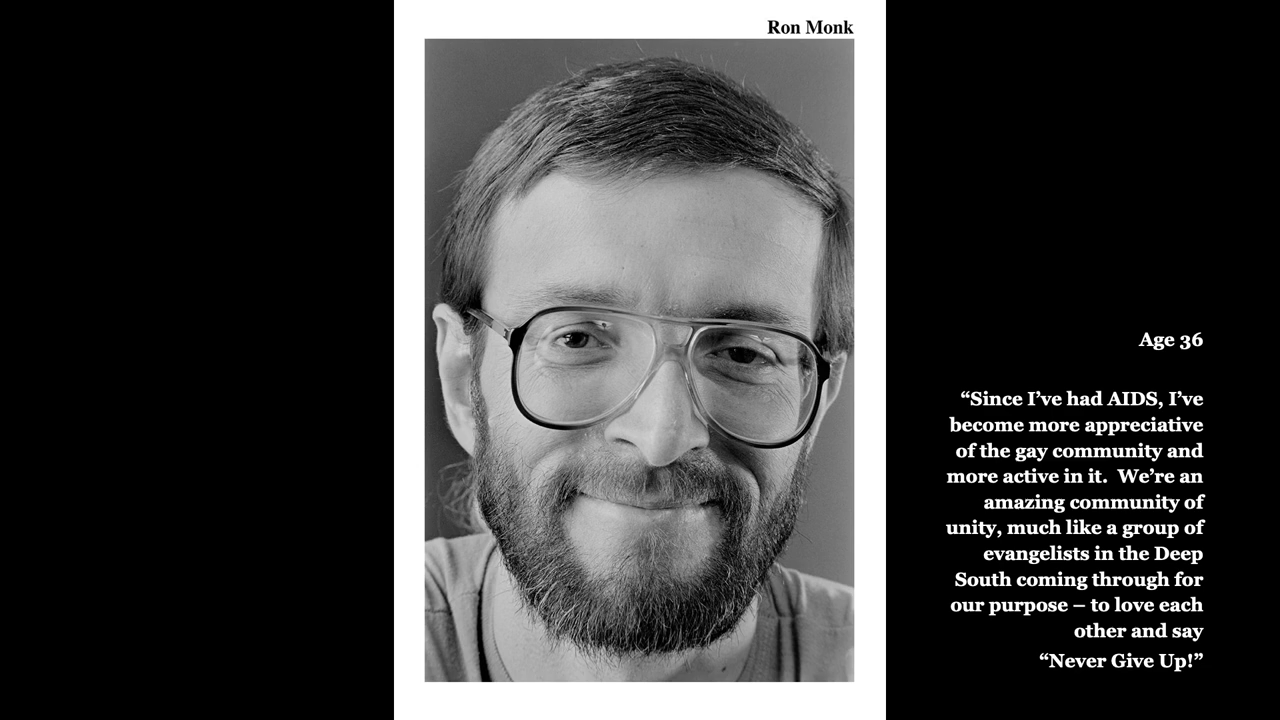 Ron Monk
Age 36
“Since I’ve had AIDS, I’ve
become more appreciative
of the gay community and
more active in it.  We’re an
amazing community of
unity, much like a group of
evangelists in the Deep
South coming through for
our purpose – to love each
other and say
“Never Give Up!”